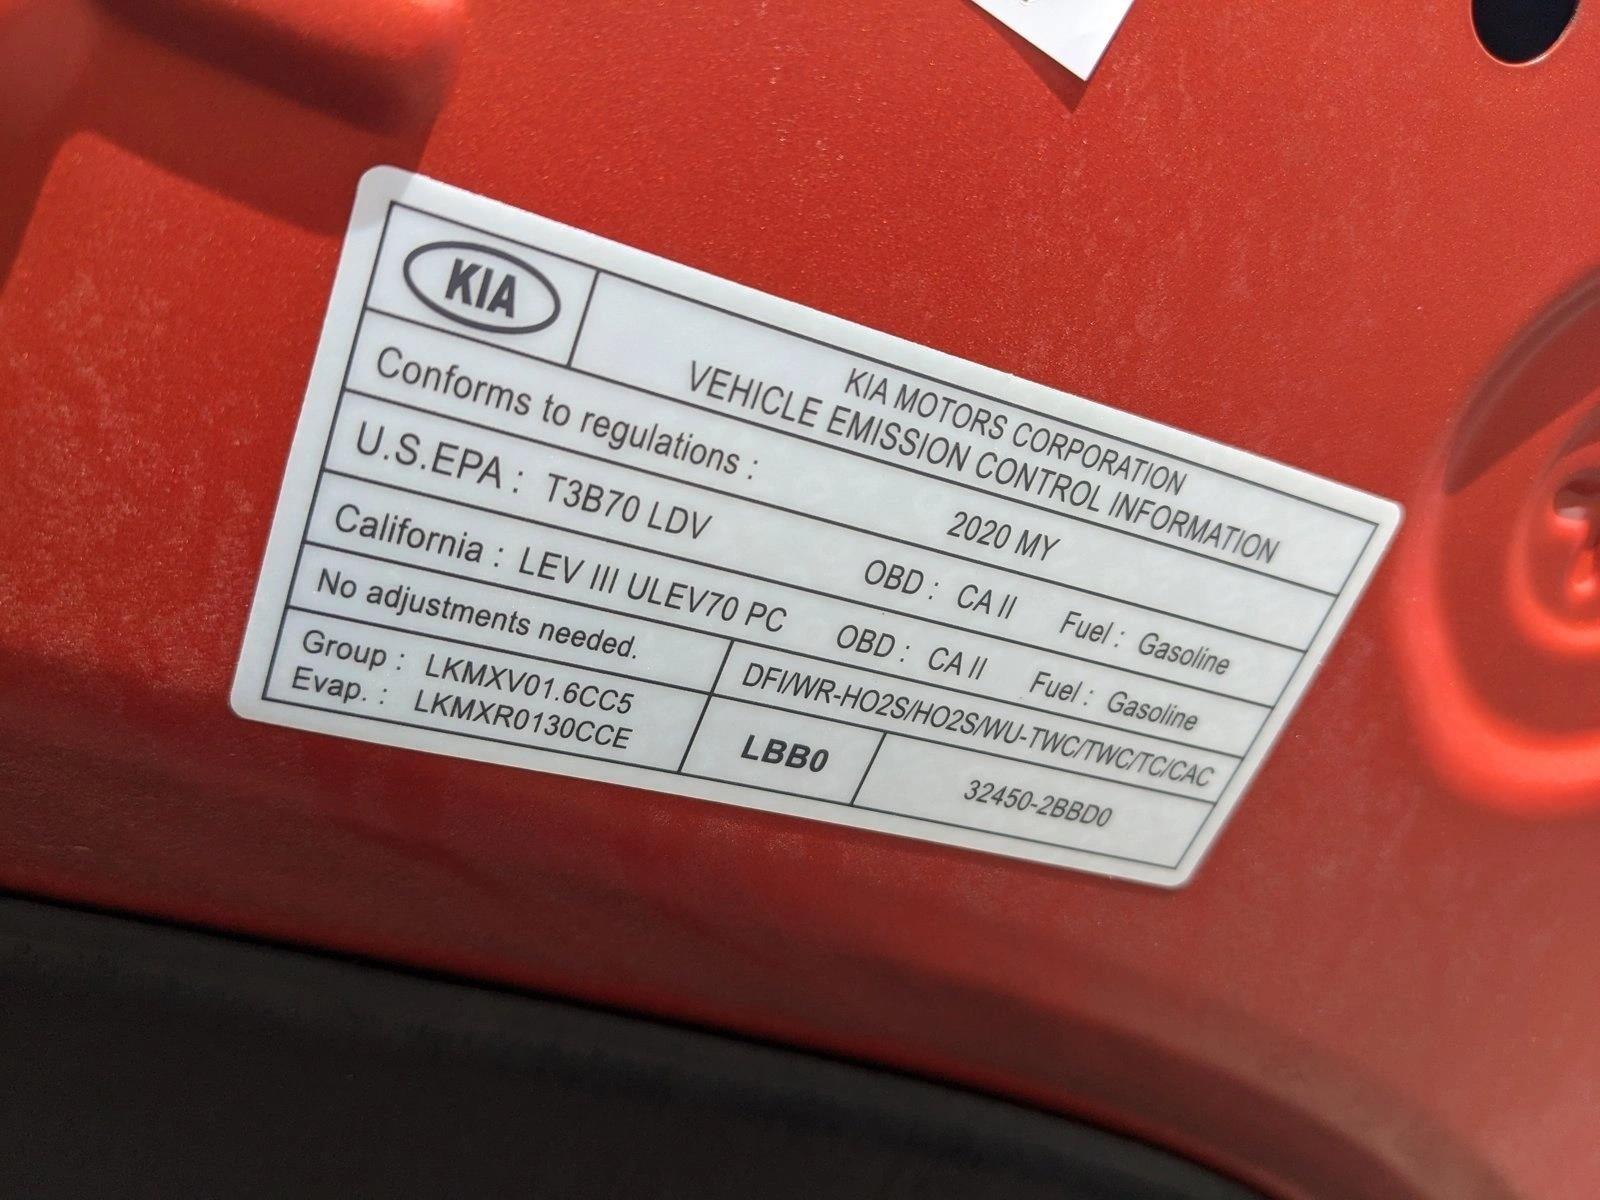 KIA
KIA MOTORS CORPORATION
VEHICLE EMISSION CONTROL INFORMATION
Conforms to regulations : 2020 MY
U.S.EPA : T3B70 LDV OBD : CA II Fuel : Gasoline
California : LEV III ULEV70 PC OBD : CA II Fuel : Gasoline
No adjustments needed.
DFI/WR-HO2S/HO2S/WU-TWC/TWC/TC/CAC
Group : LKMXV01.6CC5
Evap. : LKMXR0130CCE
LBB0
32450-2BBD0